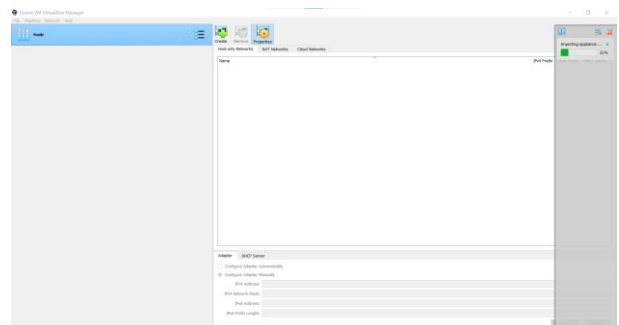 Oracle VM VirtualBox Manager
File Machine Network Help
Tools
Create Remove Properties
Host-only Networks NAT Networks Cloud Networks
Name IPv4 Prefix
Importing appliance ...
20%
Adapter DHCP Server
Configure Adapter Automatically
Configure Adapter Manually
IPv4 Address:
IPv4 Network Mask:
IPv6 Address:
IPv6 Prefix Length: